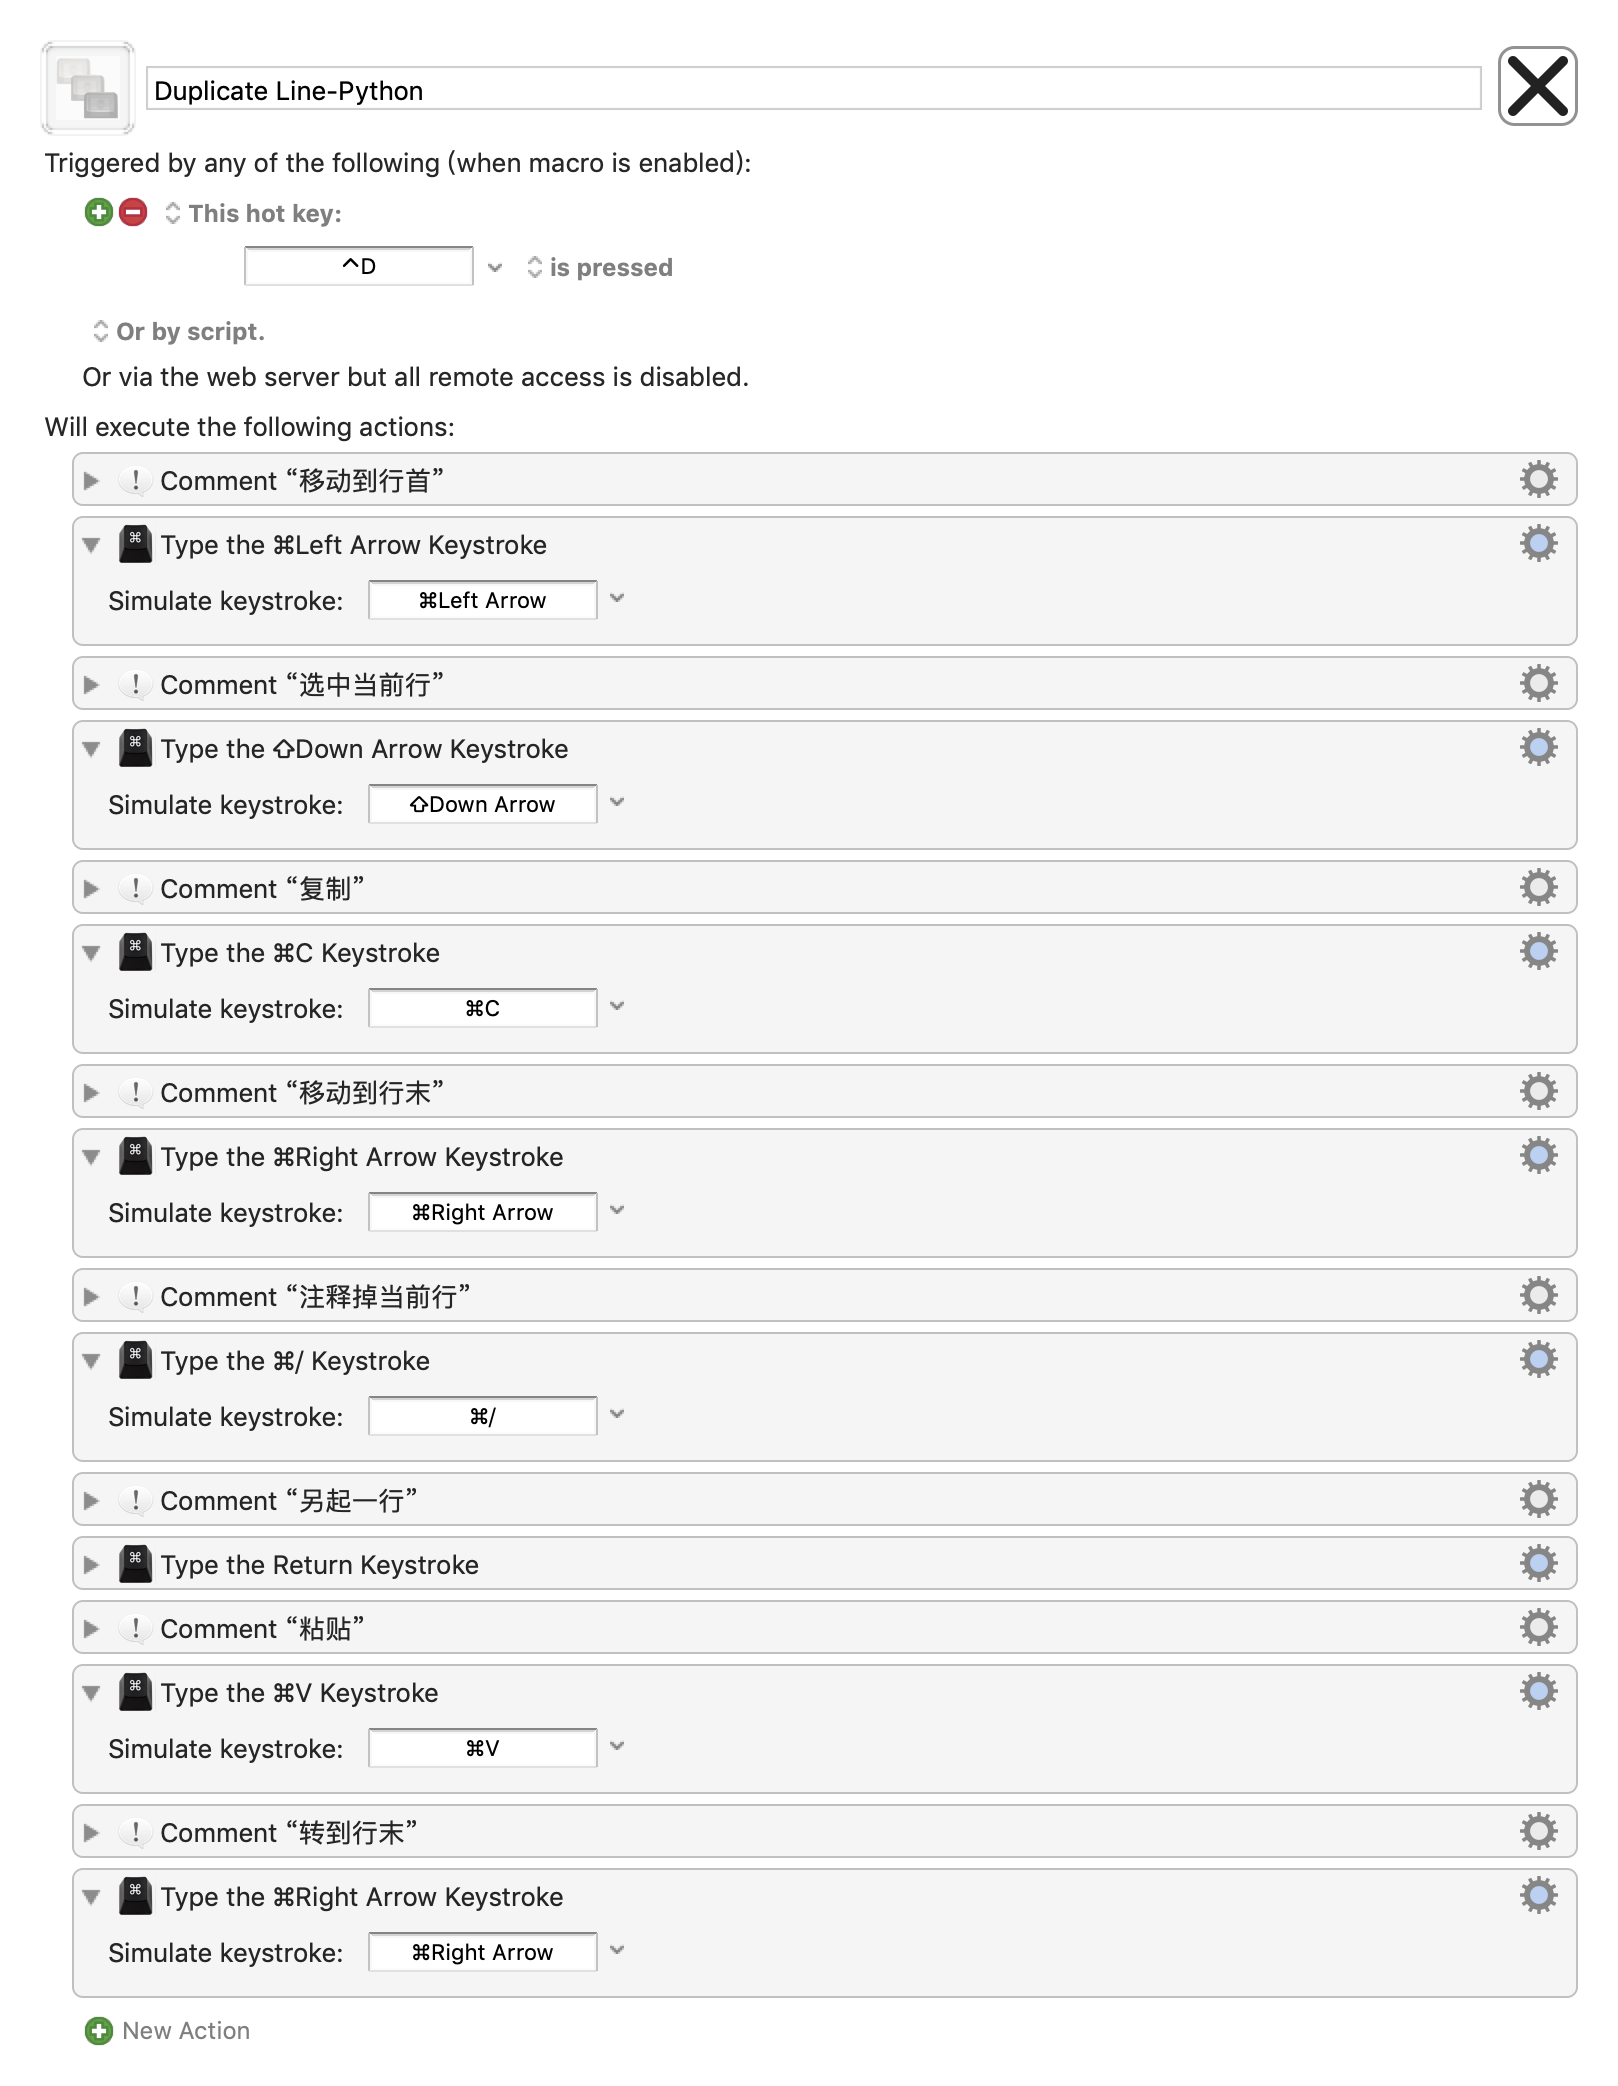 Duplicate Line-Python
Triggered by any of the following (when macro is enabled):
This hot key:
^D is pressed
Or by script.
Or via the web server but all remote access is disabled.
Will execute the following actions:
Comment “移动到行首”
Type the ⌘Left Arrow Keystroke
Simulate keystroke: ⌘Left Arrow
Comment “选中当前行”
Type the ⇧Down Arrow Keystroke
Simulate keystroke: ⇧Down Arrow
Comment “复制”
Type the ⌘C Keystroke
Simulate keystroke: ⌘C
Comment “移动到行末”
Type the ⌘Right Arrow Keystroke
Simulate keystroke: ⌘Right Arrow
Comment “注释掉当前行”
Type the ⌘/ Keystroke
Simulate keystroke: ⌘/
Comment “另起一行”
Type the Return Keystroke
Comment “粘贴”
Type the ⌘V Keystroke
Simulate keystroke: ⌘V
Comment “转到行末”
Type the ⌘Right Arrow Keystroke
Simulate keystroke: ⌘Right Arrow
New Action